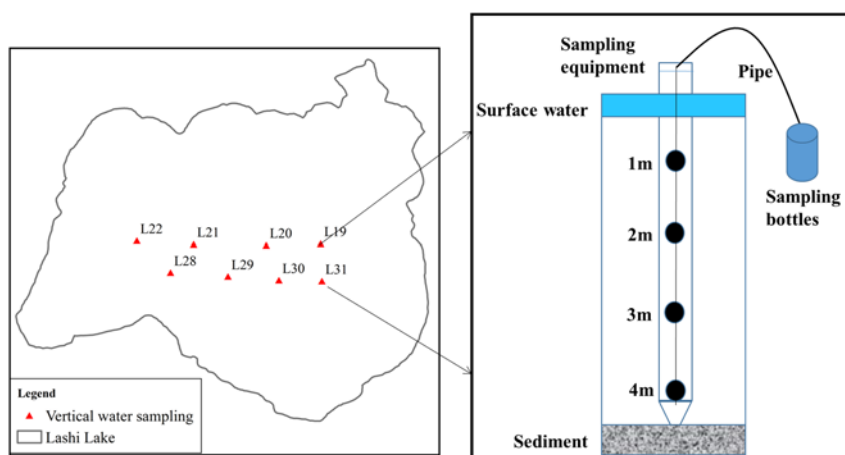 L22
L21
L20
L19
L28
L29
L30
L31
Legend
Vertical water sampling
Lashi Lake
Sampling
equipment
Pipe
Surface water
1m
Sampling
bottles
2m
3m
4m
Sediment